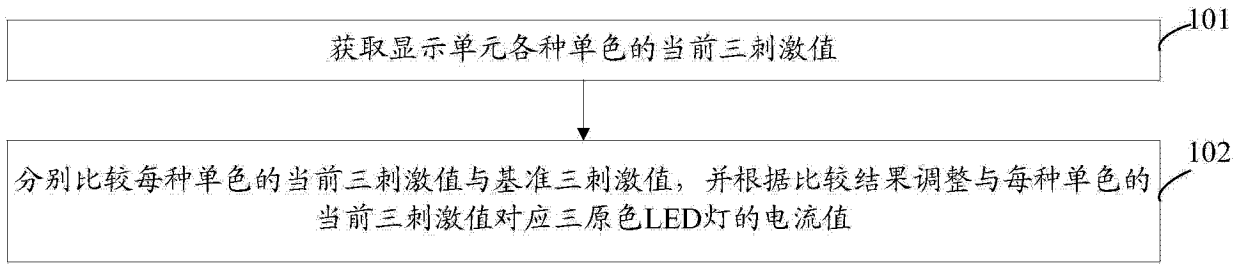 101
获取显示单元各种单色的当前三刺激值
102
分别比较每种单色的当前三刺激值与基准三刺激值，并根据比较结果调整与每种单色的
当前三刺激值对应三原色LED灯的电流值